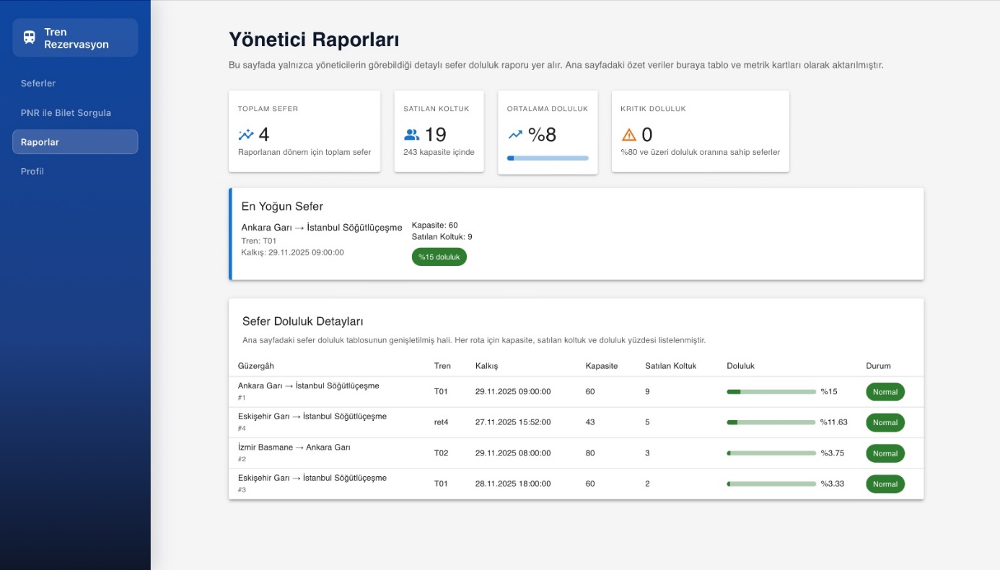 Tren
Rezervasyon
Seferler
PNR ile Bilet Sorgula
Raporlar
Profil
Yönetici Raporları
Bu sayfada yalnızca yöneticilerin görebildiği detaylı sefer doluluk raporu yer alır. Ana sayfadaki özet veriler buraya tablo ve metrik kartları olarak aktarılmıştır.
TOPLAM SEFER
4
Raporlanan dönem için toplam sefer
SATILAN KOLTUK
19
243 kapasite içinde
ORTALAMA DOLULUK
%8
KRITIK DOLULUK
0
%80 ve üzeri doluluk oranına sahip seferler
En Yoğun Sefer
Ankara Garı → İstanbul Söğütlüçeşme
Tren: T01
Kalkış: 29.11.2025 09:00:00
Kapasite: 60
Satılan Koltuk: 9
%15 doluluk
Sefer Doluluk Detayları
Ana sayfadaki sefer doluluk tablosunun genişletilmiş hali. Her rota için kapasite, satılan koltuk ve doluluk yüzdesi listelenmiştir.
Güzergâh Tren Kalkış Kapasite Satılan Koltuk Doluluk Durum
Ankara Garı → İstanbul Söğütlüçeşme
#1
T01 29.11.2025 09:00:00 60 9 %15 Normal
Eskişehir Garı → İstanbul Söğütlüçeşme
#4
ret4 27.11.2025 15:52:00 43 5 %11.63 Normal
İzmir Basmane → Ankara Garı
#2
T02 29.11.2025 08:00:00 80 3 %3.75 Normal
Eskişehir Garı → İstanbul Söğütlüçeşme
#3
T01 28.11.2025 18:00:00 60 2 %3.33 Normal